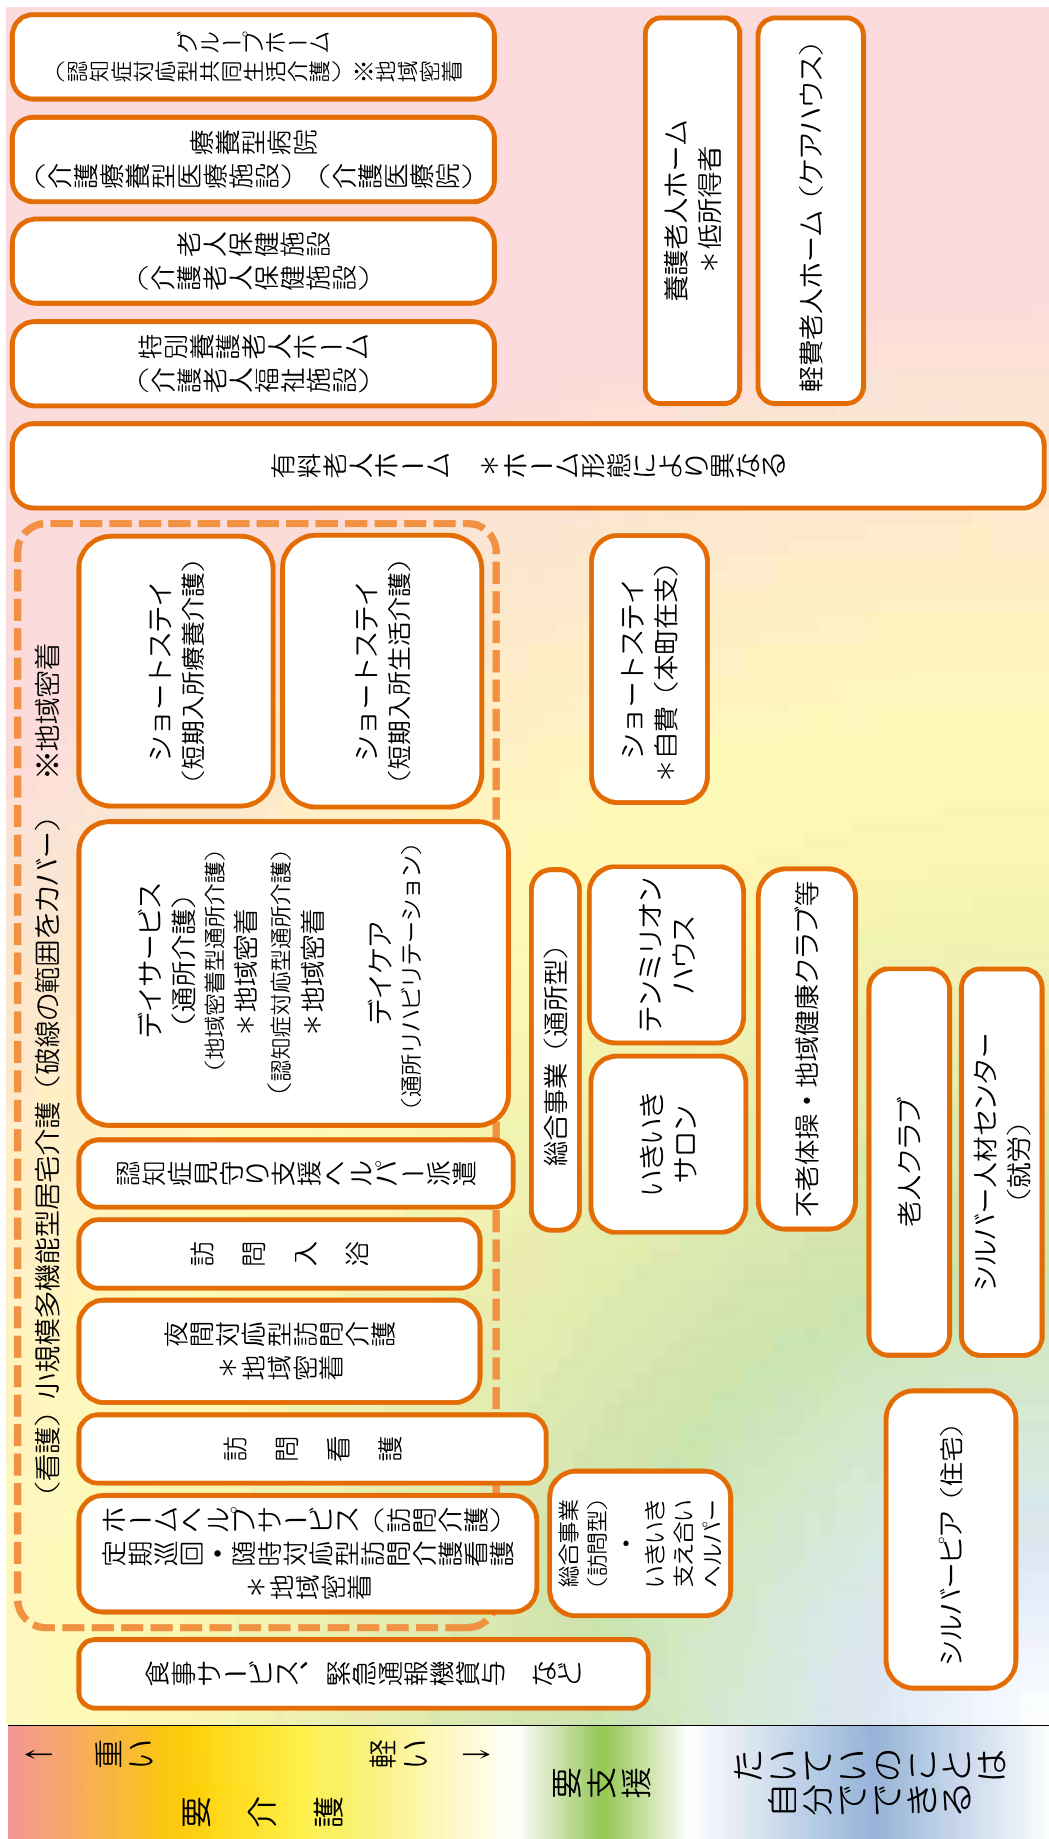 ↑
重い
要介護
軽い
↓
要支援
たいていのことは
自分でできる
（看護）小規模多機能型居宅介護（破線の範囲をカバー）　※地域密着
食事サービス、緊急通報機貸与　など
ホームヘルプサービス（訪問介護）
定期巡回・随時対応型訪問介護看護
＊地域密着
訪問看護
夜間対応型訪問介護
＊地域密着
訪問入浴
認知症見守り支援ヘルパー派遣
デイサービス
（通所介護）
（地域密着型通所介護）
＊地域密着
（認知症対応型通所介護）
＊地域密着
デイケア
（通所リハビリテーション）
ショートステイ
（短期入所療養介護）
ショートステイ
（短期入所生活介護）
有料老人ホーム　＊ホーム形態により異なる
特別養護老人ホーム
（介護老人福祉施設）
老人保健施設
（介護老人保健施設）
療養型病院
（介護療養型医療施設）（介護医療院）
グループホーム
（認知症対応型共同生活介護）※地域密着
総合事業
（訪問型）
・
いきいき
支え合い
ヘルパー
総合事業（通所型）
いきいき
サロン
テンミリオン
ハウス
ショートステイ
＊自費（本町在支）
養護老人ホーム
＊低所得者
軽費老人ホーム（ケアハウス）
不老体操・地域健康クラブ等
老人クラブ
シルバー人材センター
（就労）
シルバーピア（住宅）